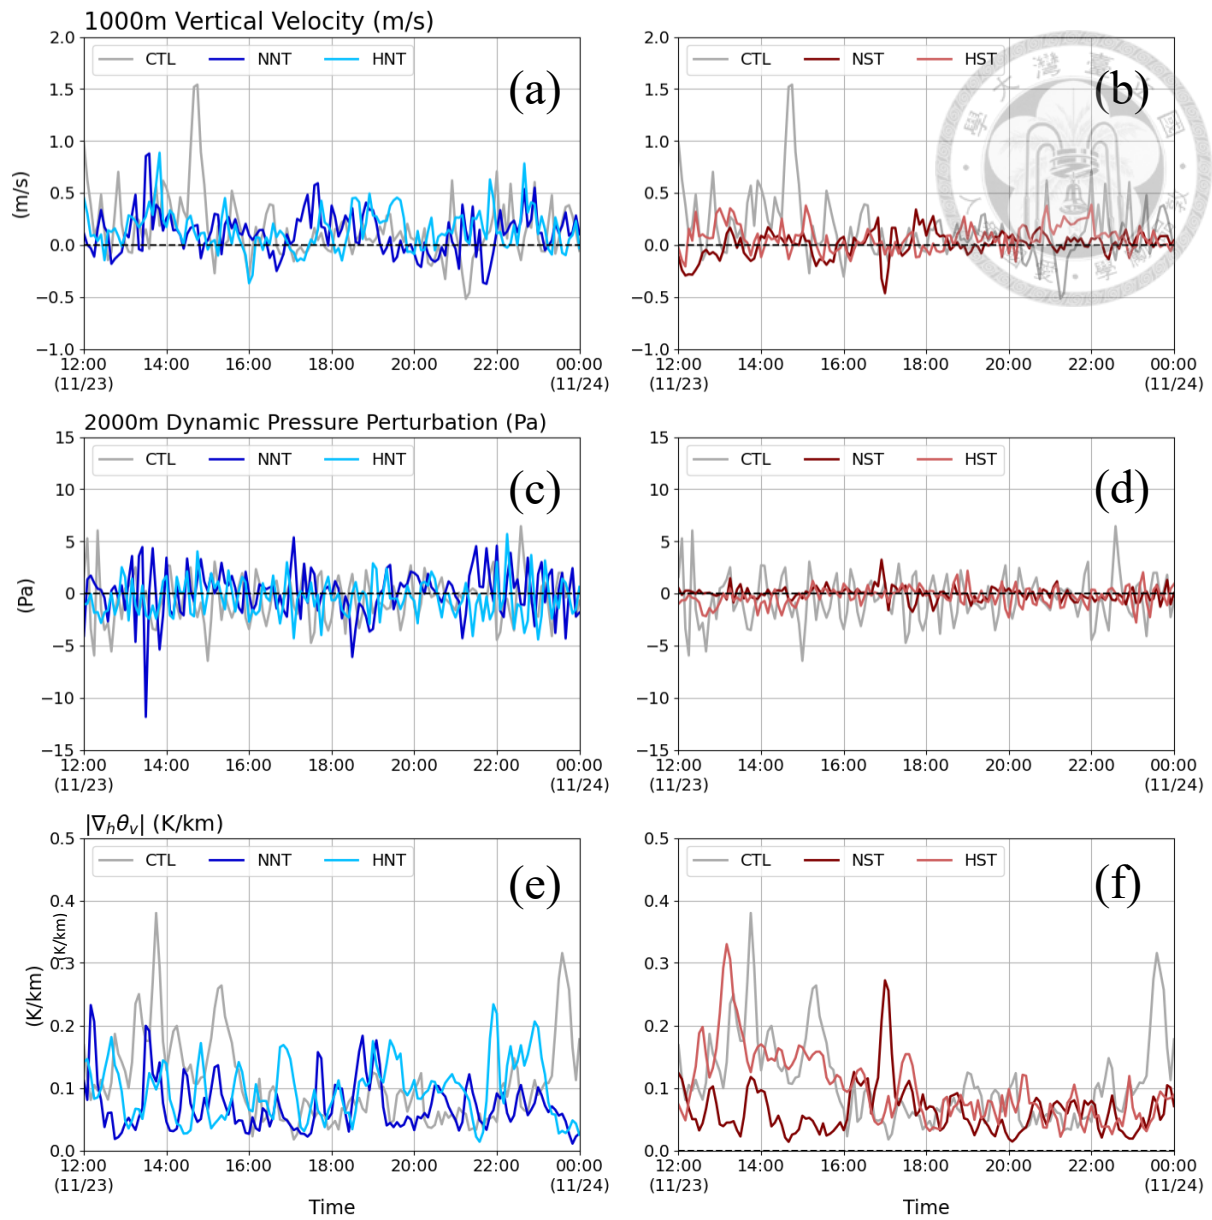 1000m Vertical Velocity (m/s)
CTL NNT HNT
(a)
2.0
1.5
1.0
0.5
0.0
−0.5
−1.0
(m/s)
12:00 14:00 16:00 18:00 20:00 22:00 00:00
(11/23) (11/24)
CTL NST HST
(b)
2.0
1.5
1.0
0.5
0.0
−0.5
−1.0
12:00 14:00 16:00 18:00 20:00 22:00 00:00
(11/23) (11/24)
2000m Dynamic Pressure Perturbation (Pa)
CTL NNT HNT
(c)
15
10
5
0
−5
−10
−15
(Pa)
12:00 14:00 16:00 18:00 20:00 22:00 00:00
(11/23) (11/24)
CTL NST HST
(d)
15
10
5
0
−5
−10
−15
12:00 14:00 16:00 18:00 20:00 22:00 00:00
(11/23) (11/24)
|∇hθv| (K/km)
CTL NNT HNT
(e)
0.5
0.4
0.3
0.2
0.1
0.0
(K/km)
(K/km)
12:00 14:00 16:00 18:00 20:00 22:00 00:00
(11/23) (11/24)
Time
CTL NST HST
(f)
0.5
0.4
0.3
0.2
0.1
0.0
12:00 14:00 16:00 18:00 20:00 22:00 00:00
(11/23) (11/24)
Time